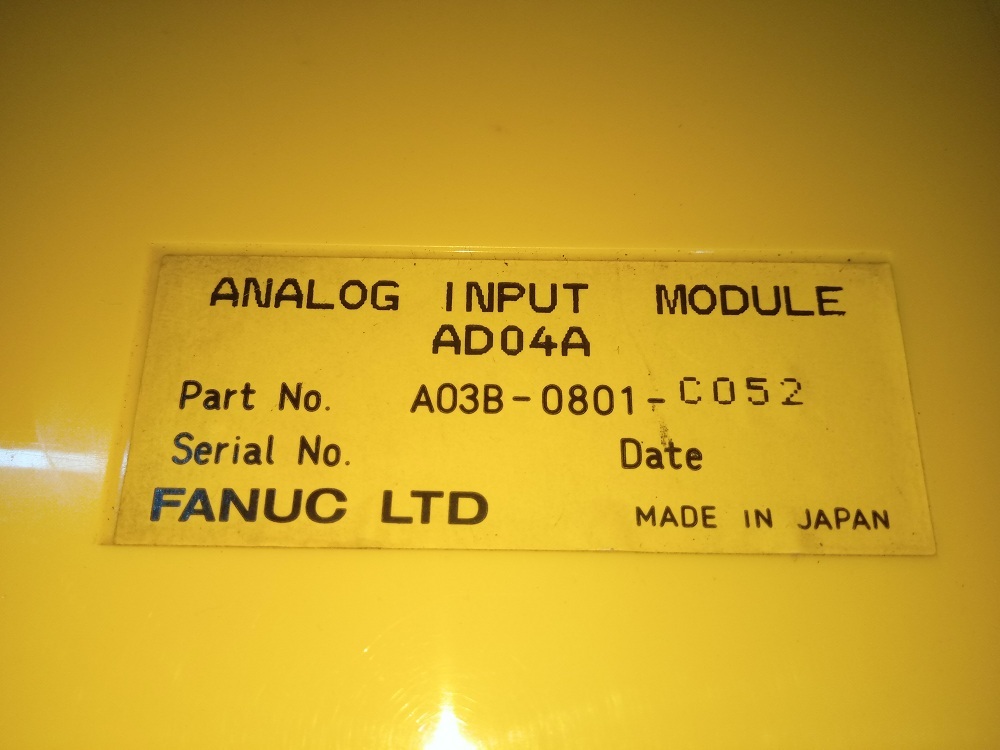 ANALOG INPUT MODULE
AD04A
Part No. A03B-0801-C052
Serial No. Date
FANUC LTD MADE IN JAPAN